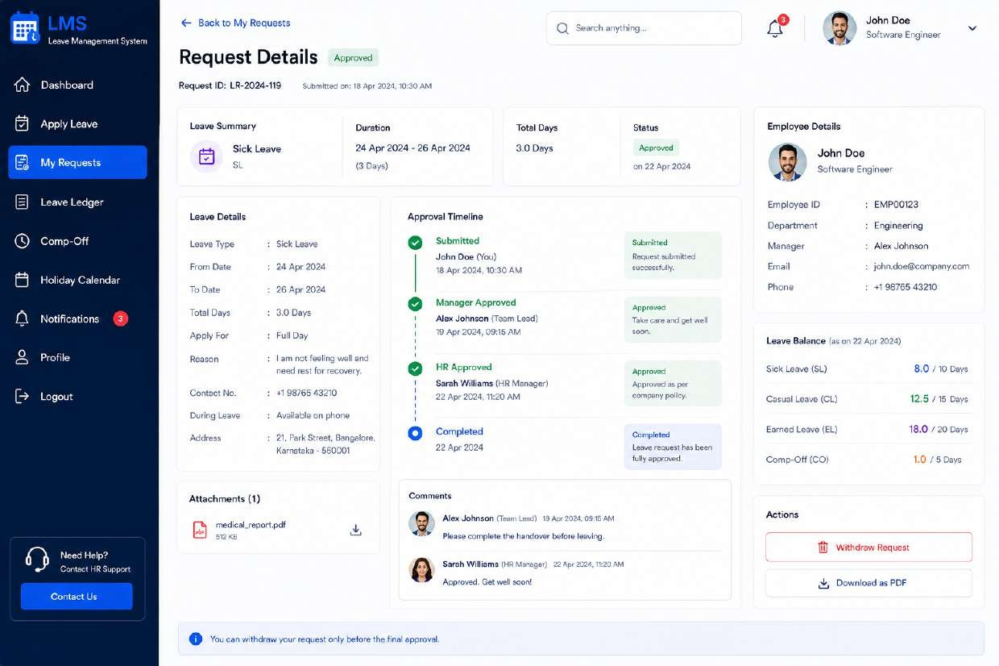 LMS
Leave Management System
Dashboard
Apply Leave
My Requests
Leave Ledger
Comp-Off
Holiday Calendar
Notifications 3
Profile
Logout
Need Help?
Contact HR Support
Contact Us
← Back to My Requests
Search anything...
3
John Doe
Software Engineer
Request Details Approved
Request ID: LR-2024-119 Submitted on: 18 Apr 2024, 10:30 AM
Leave Summary
Sick Leave
SL
Duration
24 Apr 2024 - 26 Apr 2024
(3 Days)
Total Days
3.0 Days
Status
Approved
on 22 Apr 2024
Leave Details
Leave Type : Sick Leave
From Date : 24 Apr 2024
To Date : 26 Apr 2024
Total Days : 3.0 Days
Apply For : Full Day
Reason : I am not feeling well and
need rest for recovery.
Contact No. : +1 98765 43210
During Leave : Available on phone
Address : 21, Park Street, Bangalore,
Karnataka - 560001
Attachments (1)
medical_report.pdf
512 KB
Approval Timeline
Submitted
John Doe (You)
18 Apr 2024, 10:30 AM
Submitted
Request submitted
successfully.
Manager Approved
Alex Johnson (Team Lead)
19 Apr 2024, 09:15 AM
Approved
Take care and get well
soon.
HR Approved
Sarah Williams (HR Manager)
22 Apr 2024, 11:20 AM
Approved
Approved as per
company policy.
Completed
22 Apr 2024
Completed
Leave request has been
fully approved.
Comments
Alex Johnson (Team Lead) 19 Apr 2024, 09:15 AM
Please complete the handover before leaving.
Sarah Williams (HR Manager) 22 Apr 2024, 11:20 AM
Approved. Get well soon!
Employee Details
John Doe
Software Engineer
Employee ID : EMP00123
Department : Engineering
Manager : Alex Johnson
Email : john.doe@company.com
Phone : +1 98765 43210
Leave Balance (as on 22 Apr 2024)
Sick Leave (SL) 8.0 / 10 Days
Casual Leave (CL) 12.5 / 15 Days
Earned Leave (EL) 18.0 / 20 Days
Comp-Off (CO) 1.0 / 5 Days
Actions
Withdraw Request
Download as PDF
You can withdraw your request only before the final approval.